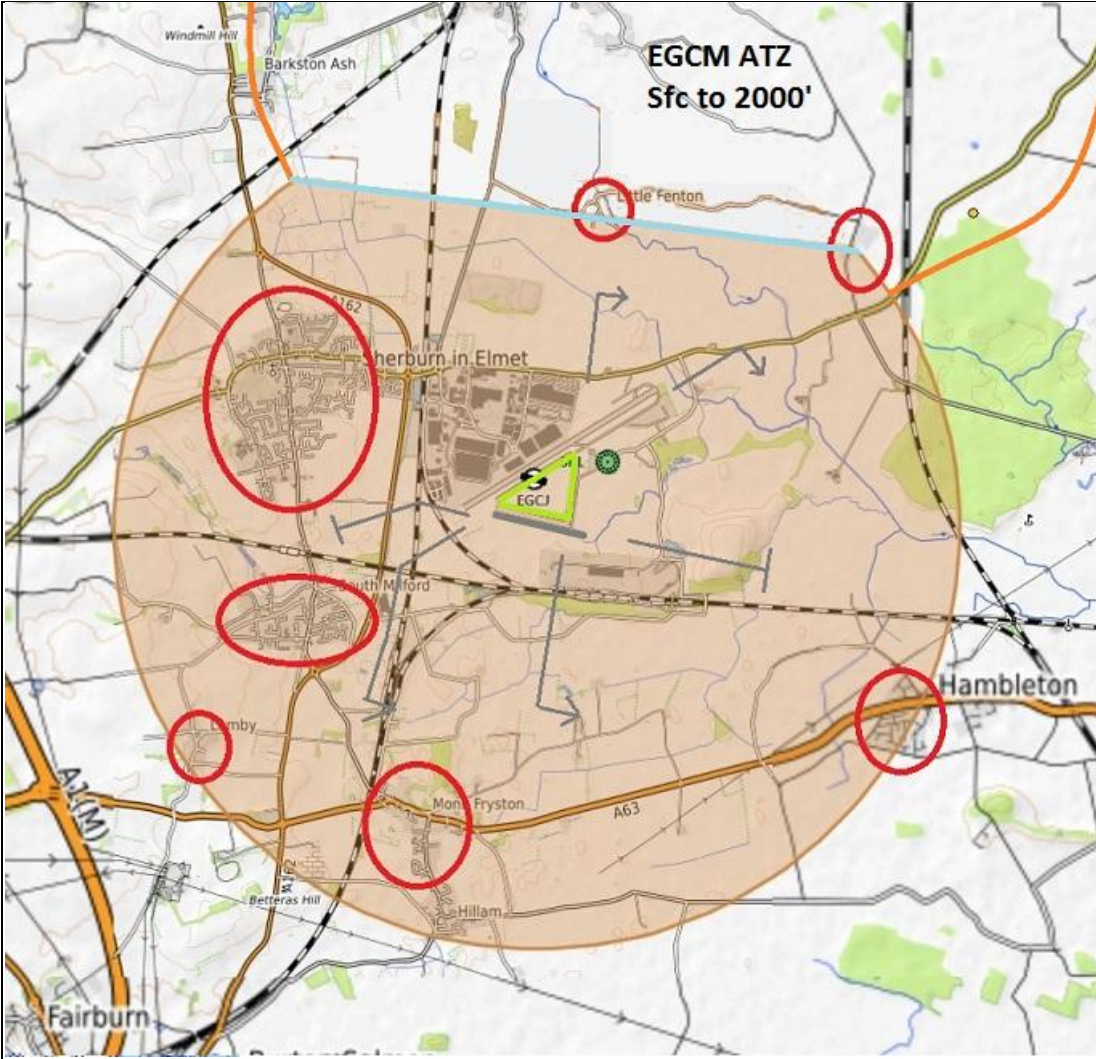 Windmill Hill
Barkston Ash
EGCM ATZ
Sfc to 2000'
Little Fenton
A162
Sherburn in Elmet
EGCJ
South Milford
Hambleton
Lumby
A1(M)
Monk Fryston
A63
A162
Betteras Hill
Hillam
Fairburn